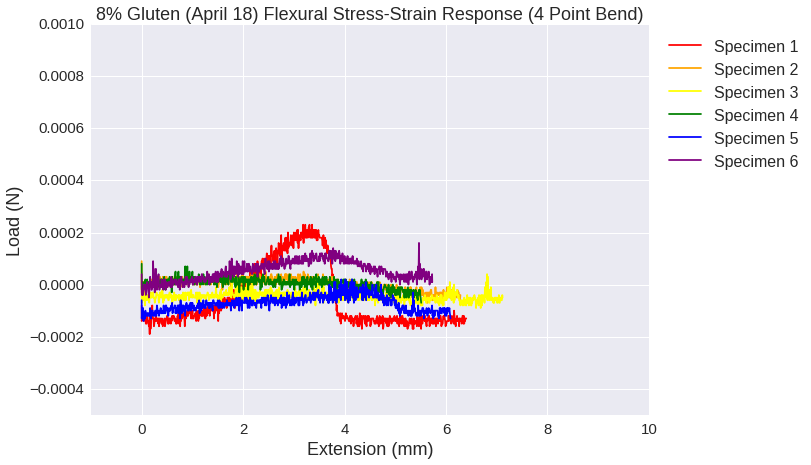 8% Gluten (April 18) Flexural Stress-Strain Response (4 Point Bend)
0.0010
0.0008
0.0006
0.0004
0.0002
0.0000
−0.0002
−0.0004
Load (N)
0 2 4 6 8 10
Extension (mm)
Specimen 1
Specimen 2
Specimen 3
Specimen 4
Specimen 5
Specimen 6